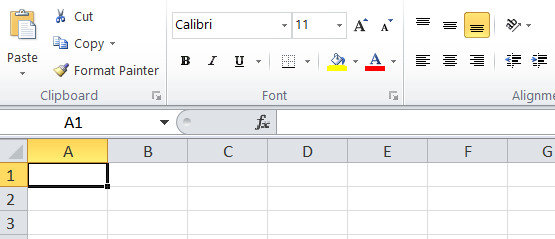 Cut
Calibri 11 A A
Paste Copy
Format Painter B I U A
Clipboard Font Alignme
A1 fx
A B C D E F G
1
2
3